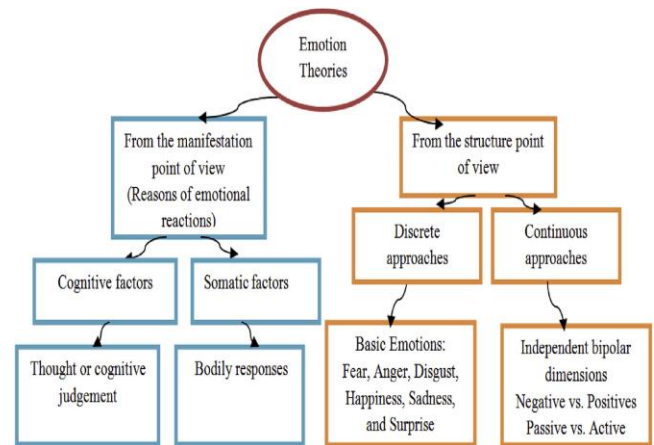 Emotion
Theories
From the manifestation
point of view
(Reasons of emotional
reactions)
From the structure point
of view
Cognitive factors
Somatic factors
Discrete
approaches
Continuous
approaches
Thought or cognitive
judgement
Bodily responses
Basic Emotions:
Fear, Anger, Disgust,
Happiness, Sadness,
and Surprise
Independent bipolar
dimensions
Negative vs. Positives
Passive vs. Active